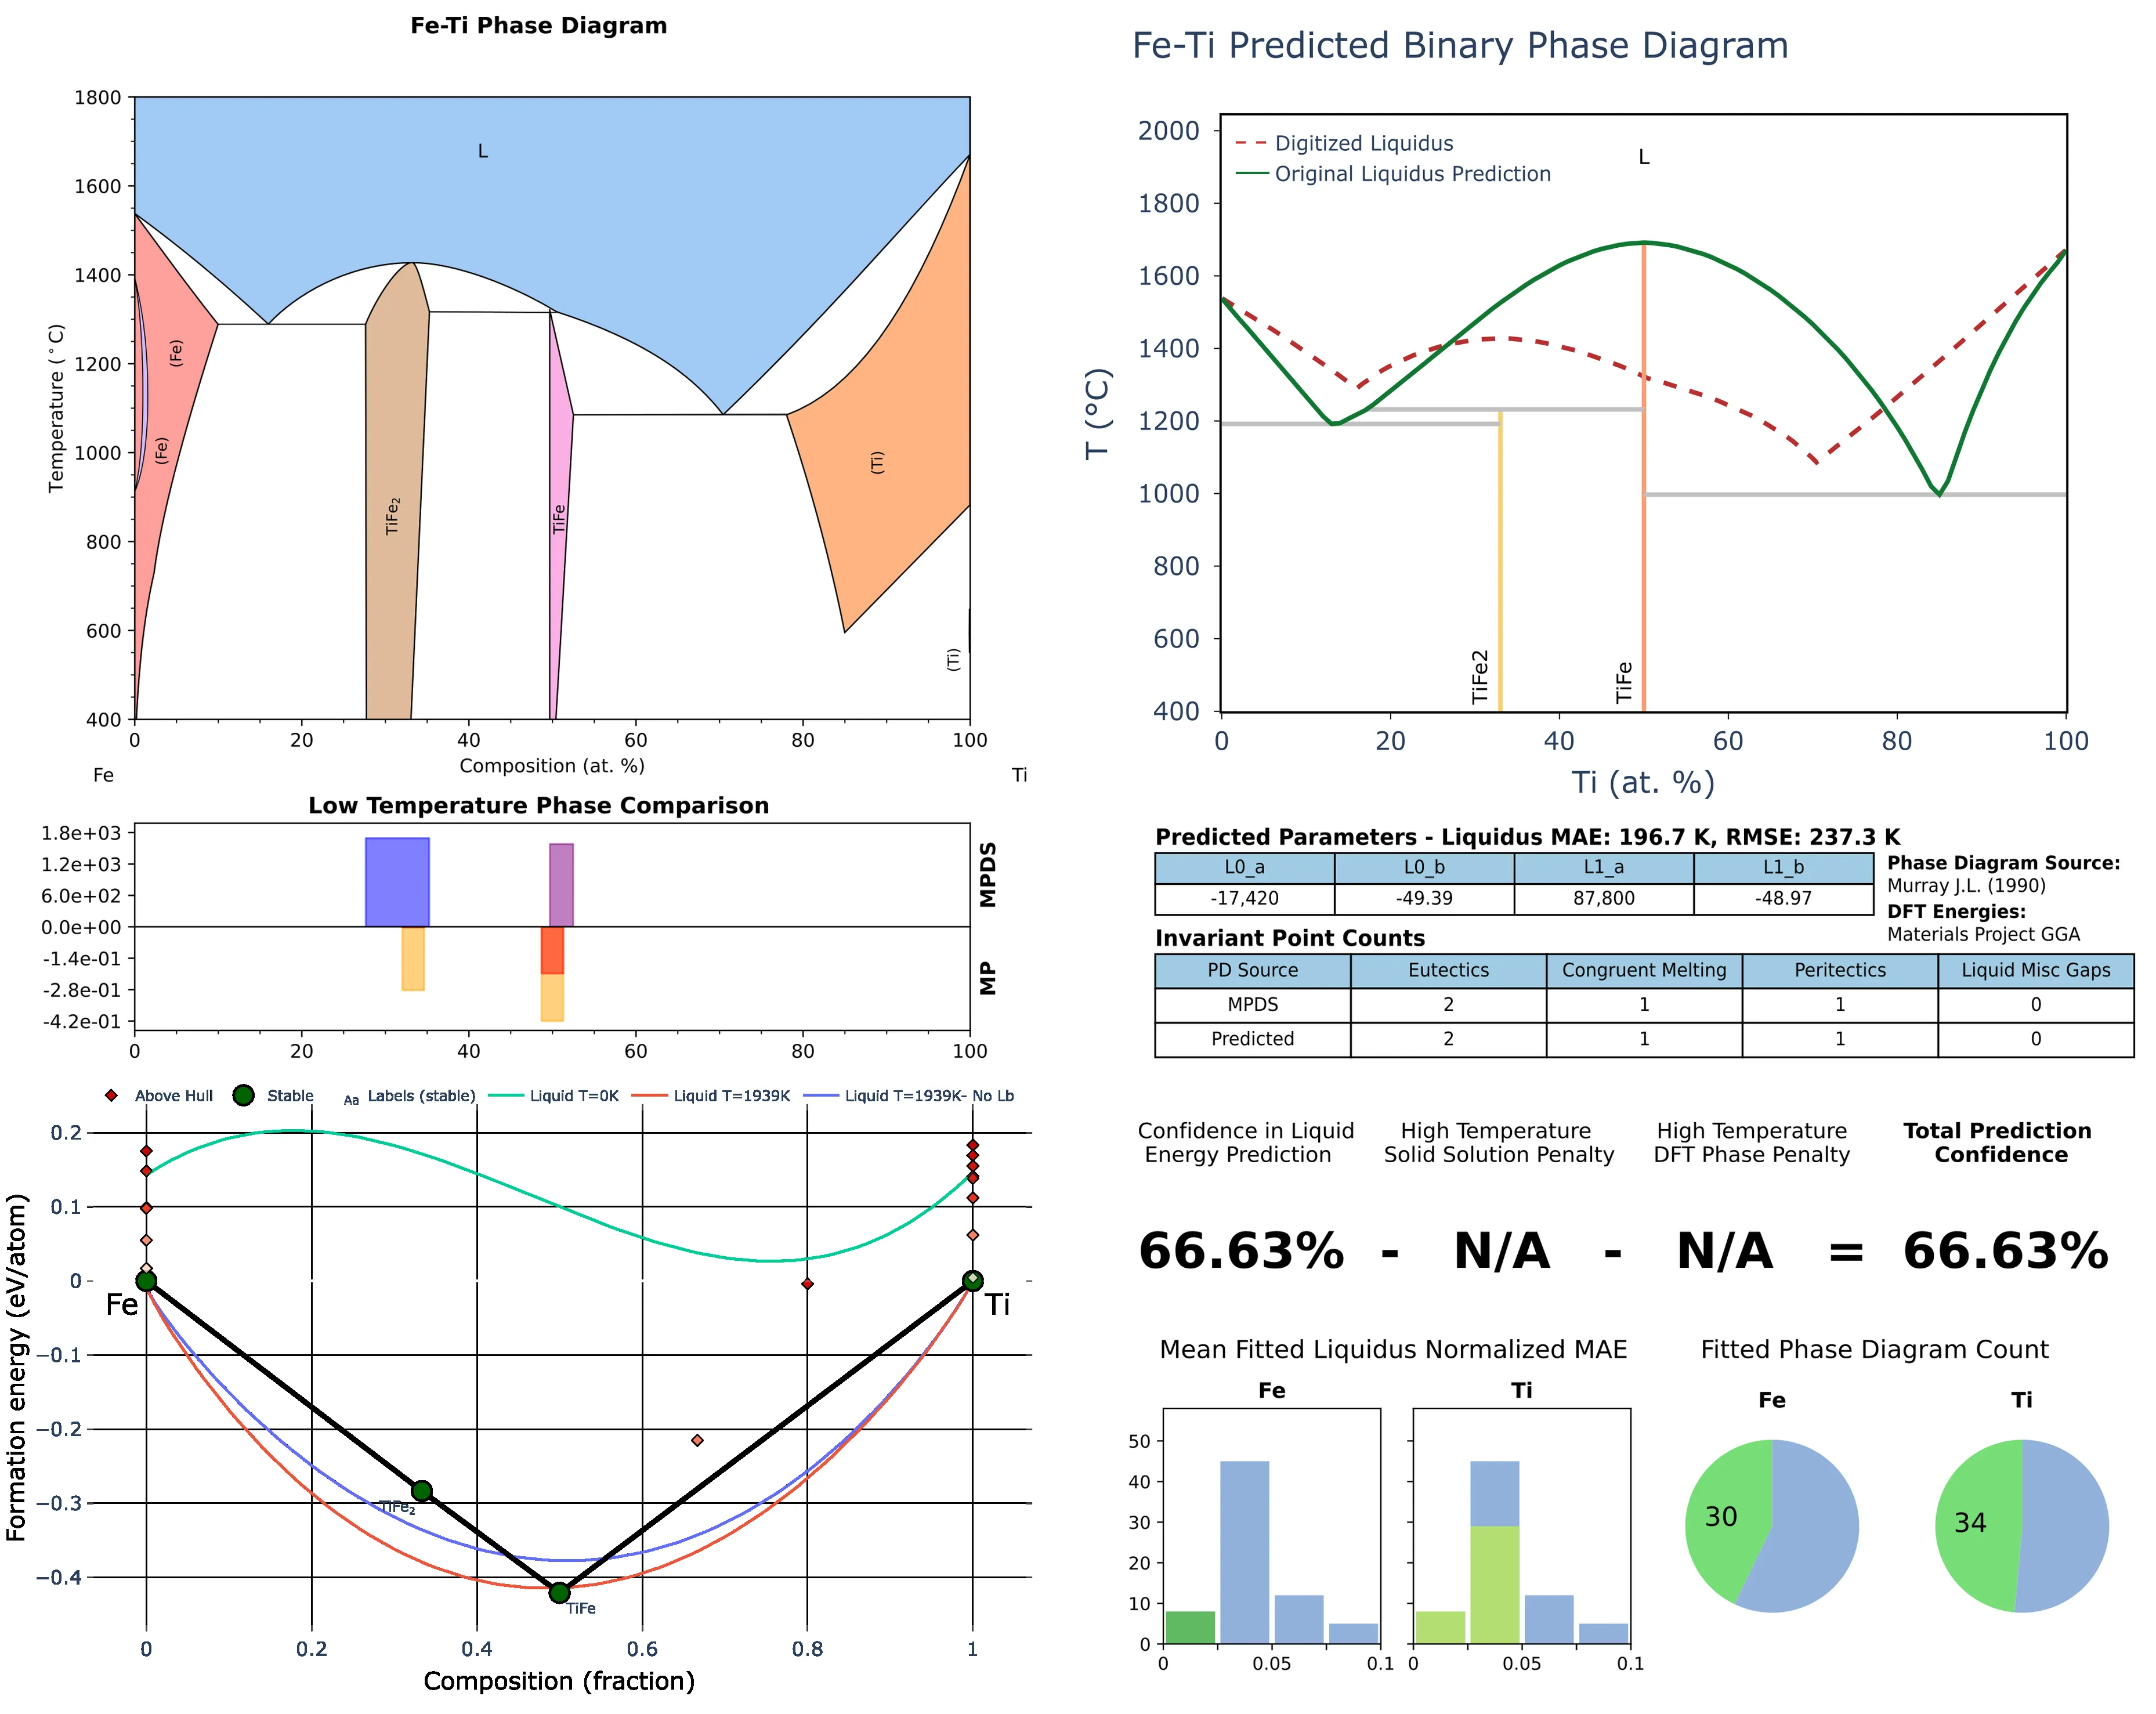 Fe-Ti Phase Diagram
1800
1600
1400
1200
1000
800
600
400
Temperature (°C)
L
(Fe)
(Fe)
TiFe2
TiFe
(Ti)
(Ti)
0 20 40 60 80 100
Composition (at. %)
Fe Ti
Low Temperature Phase Comparison
1.8e+03
1.2e+03
6.0e+02
0.0e+00
-1.4e-01
-2.8e-01
-4.2e-01
MPDS
MP
0 20 40 60 80 100
Above Hull Stable Aa Labels (stable) Liquid T=0K Liquid T=1939K Liquid T=1939K- No Lb
0.2
0.1
0
−0.1
−0.2
−0.3
−0.4
Formation energy (eV/atom)
Fe
Ti
TiFe2
TiFe
0 0.2 0.4 0.6 0.8 1
Composition (fraction)
Fe-Ti Predicted Binary Phase Diagram
2000
1800
1600
1400
1200
1000
800
600
400
T (°C)
Digitized Liquidus
Original Liquidus Prediction
L
TiFe2
TiFe
0 20 40 60 80 100
Ti (at. %)
Predicted Parameters - Liquidus MAE: 196.7 K, RMSE: 237.3 K
L0_a L0_b L1_a L1_b
-17,420 -49.39 87,800 -48.97
Phase Diagram Source:
Murray J.L. (1990)
DFT Energies:
Materials Project GGA
Invariant Point Counts
PD Source Eutectics Congruent Melting Peritectics Liquid Misc Gaps
MPDS 2 1 1 0
Predicted 2 1 1 0
Confidence in Liquid
Energy Prediction
High Temperature
Solid Solution Penalty
High Temperature
DFT Phase Penalty
Total Prediction
Confidence
66.63% - N/A - N/A = 66.63%
Mean Fitted Liquidus Normalized MAE
Fe Ti
50
40
30
20
10
0
0 0.05 0.1
0 0.05 0.1
Fitted Phase Diagram Count
Fe Ti
30
34